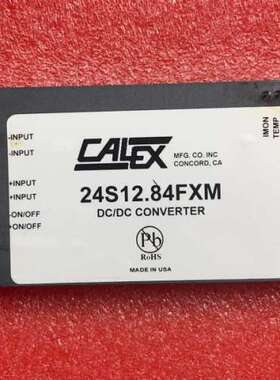 -INPUT
-INPUT
+INPUT
+INPUT
-ON/OFF
+ON/OFF
CALEX
MFG. CO. INC
CONCORD, CA
24S12.84FXM
DC/DC CONVERTER
Pb
RoHS
MADE IN USA
IMON
TEMP